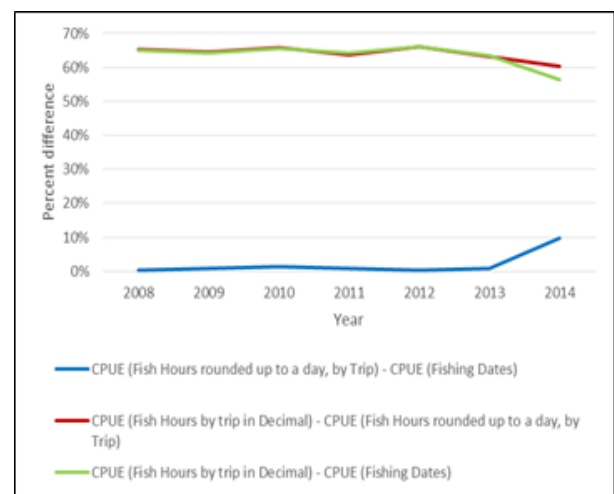 70%
60%
50%
40%
30%
20%
10%
0%
Percent difference
2008 2009 2010 2011 2012 2013 2014
Year
CPUE (Fish Hours rounded up to a day, by Trip) - CPUE (Fishing Dates)
CPUE (Fish Hours by trip in Decimal) - CPUE (Fish Hours rounded up to a day, by
Trip)
CPUE (Fish Hours by trip in Decimal) - CPUE (Fishing Dates)